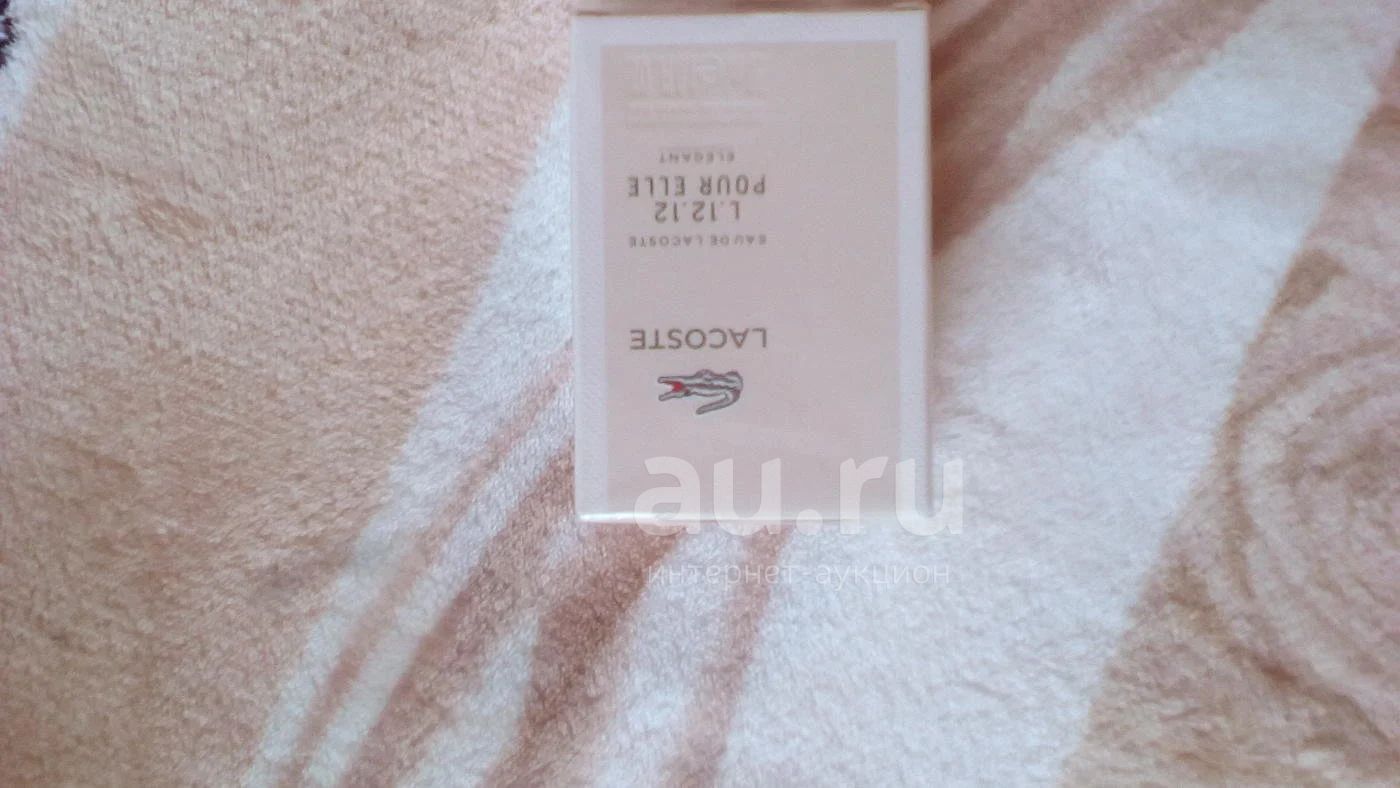 LACOSTE
EAU DE LACOSTE
L.12.12
POUR ELLE
ELEGANT
au.ru
интернет-аукцион